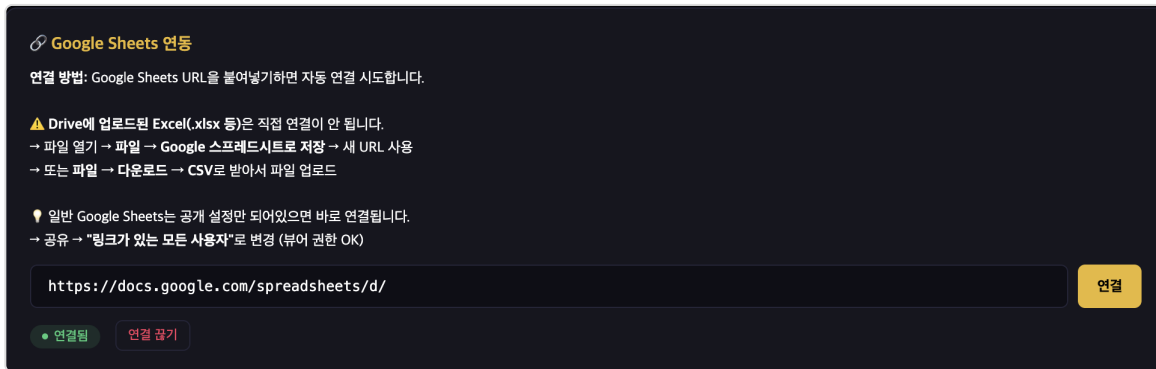 🔗 Google Sheets 연동
연결 방법: Google Sheets URL을 붙여넣기하면 자동 연결 시도합니다.
⚠️ Drive에 업로드된 Excel(.xlsx 등)은 직접 연결이 안 됩니다.
→ 파일 열기 → 파일 → Google 스프레드시트로 저장 → 새 URL 사용
→ 또는 파일 → 다운로드 → CSV로 받아서 파일 업로드
💡 일반 Google Sheets는 공개 설정만 되어있으면 바로 연결됩니다.
→ 공유 → "링크가 있는 모든 사용자"로 변경 (뷰어 권한 OK)
https://docs.google.com/spreadsheets/d/ 연결
● 연결됨 연결 끊기